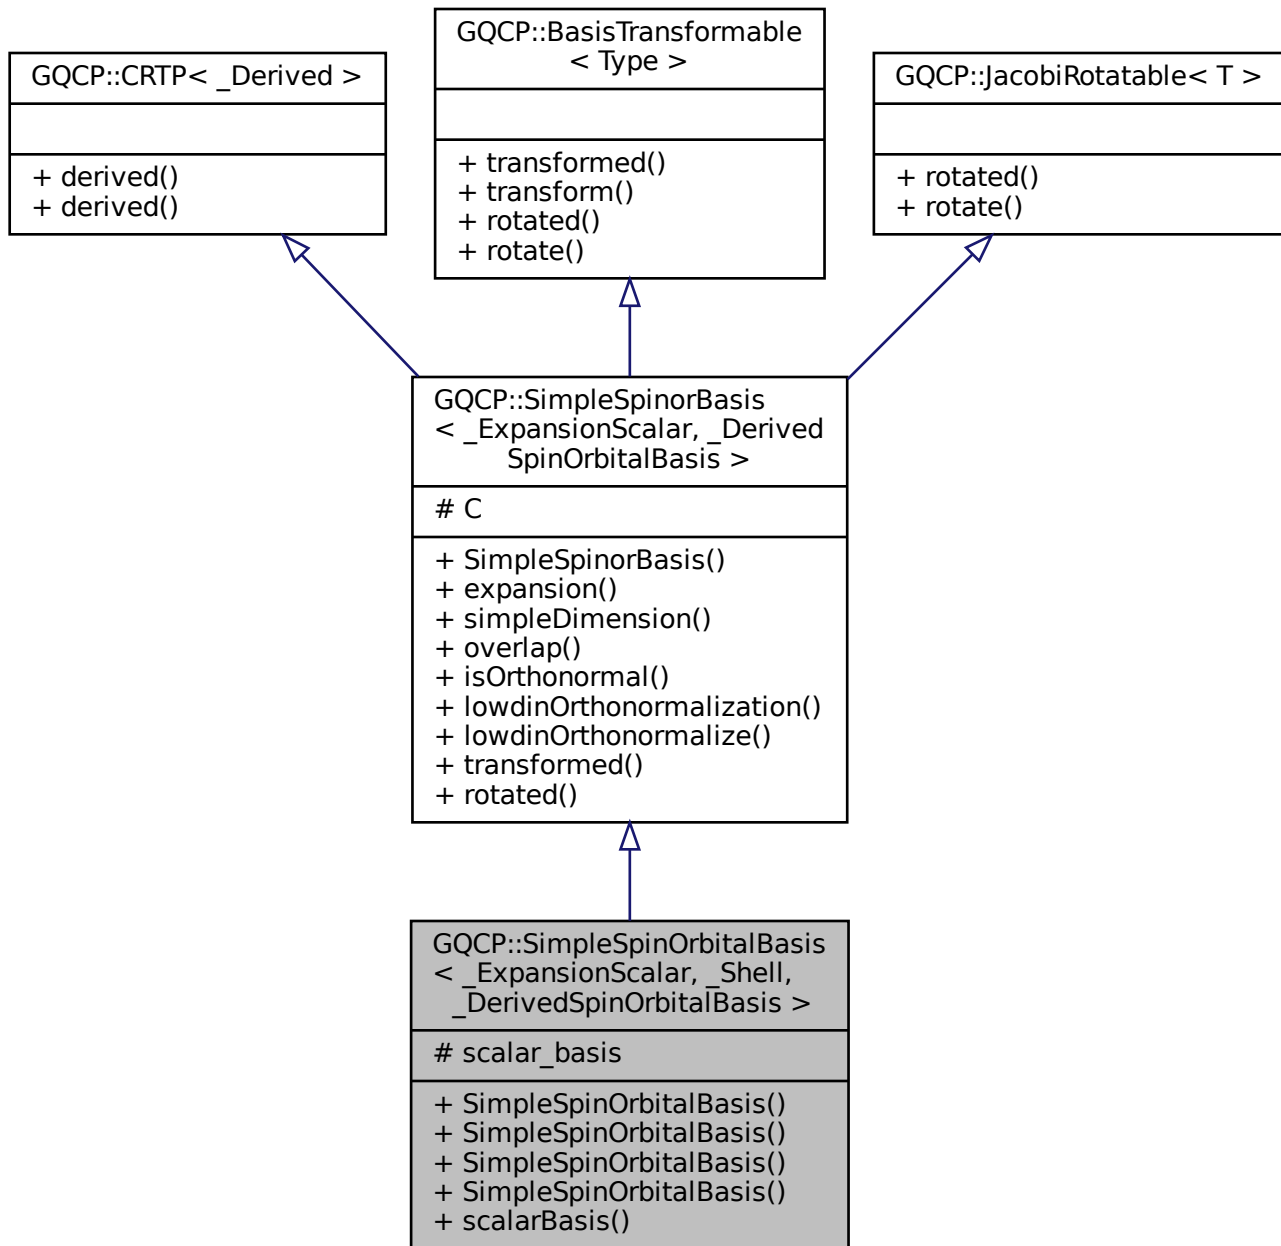 GQCP::CRTP< _Derived >
+ derived()
+ derived()
GQCP::BasisTransformable
< Type >
+ transformed()
+ transform()
+ rotated()
+ rotate()
GQCP::JacobiRotatable< T >
+ rotated()
+ rotate()
GQCP::SimpleSpinorBasis
< _ExpansionScalar, _Derived
SpinOrbitalBasis >
# C
+ SimpleSpinorBasis()
+ expansion()
+ simpleDimension()
+ overlap()
+ isOrthonormal()
+ lowdinOrthonormalization()
+ lowdinOrthonormalize()
+ transformed()
+ rotated()
GQCP::SimpleSpinOrbitalBasis
< _ExpansionScalar, _Shell,
_DerivedSpinOrbitalBasis >
# scalar_basis
+ SimpleSpinOrbitalBasis()
+ SimpleSpinOrbitalBasis()
+ SimpleSpinOrbitalBasis()
+ SimpleSpinOrbitalBasis()
+ scalarBasis()